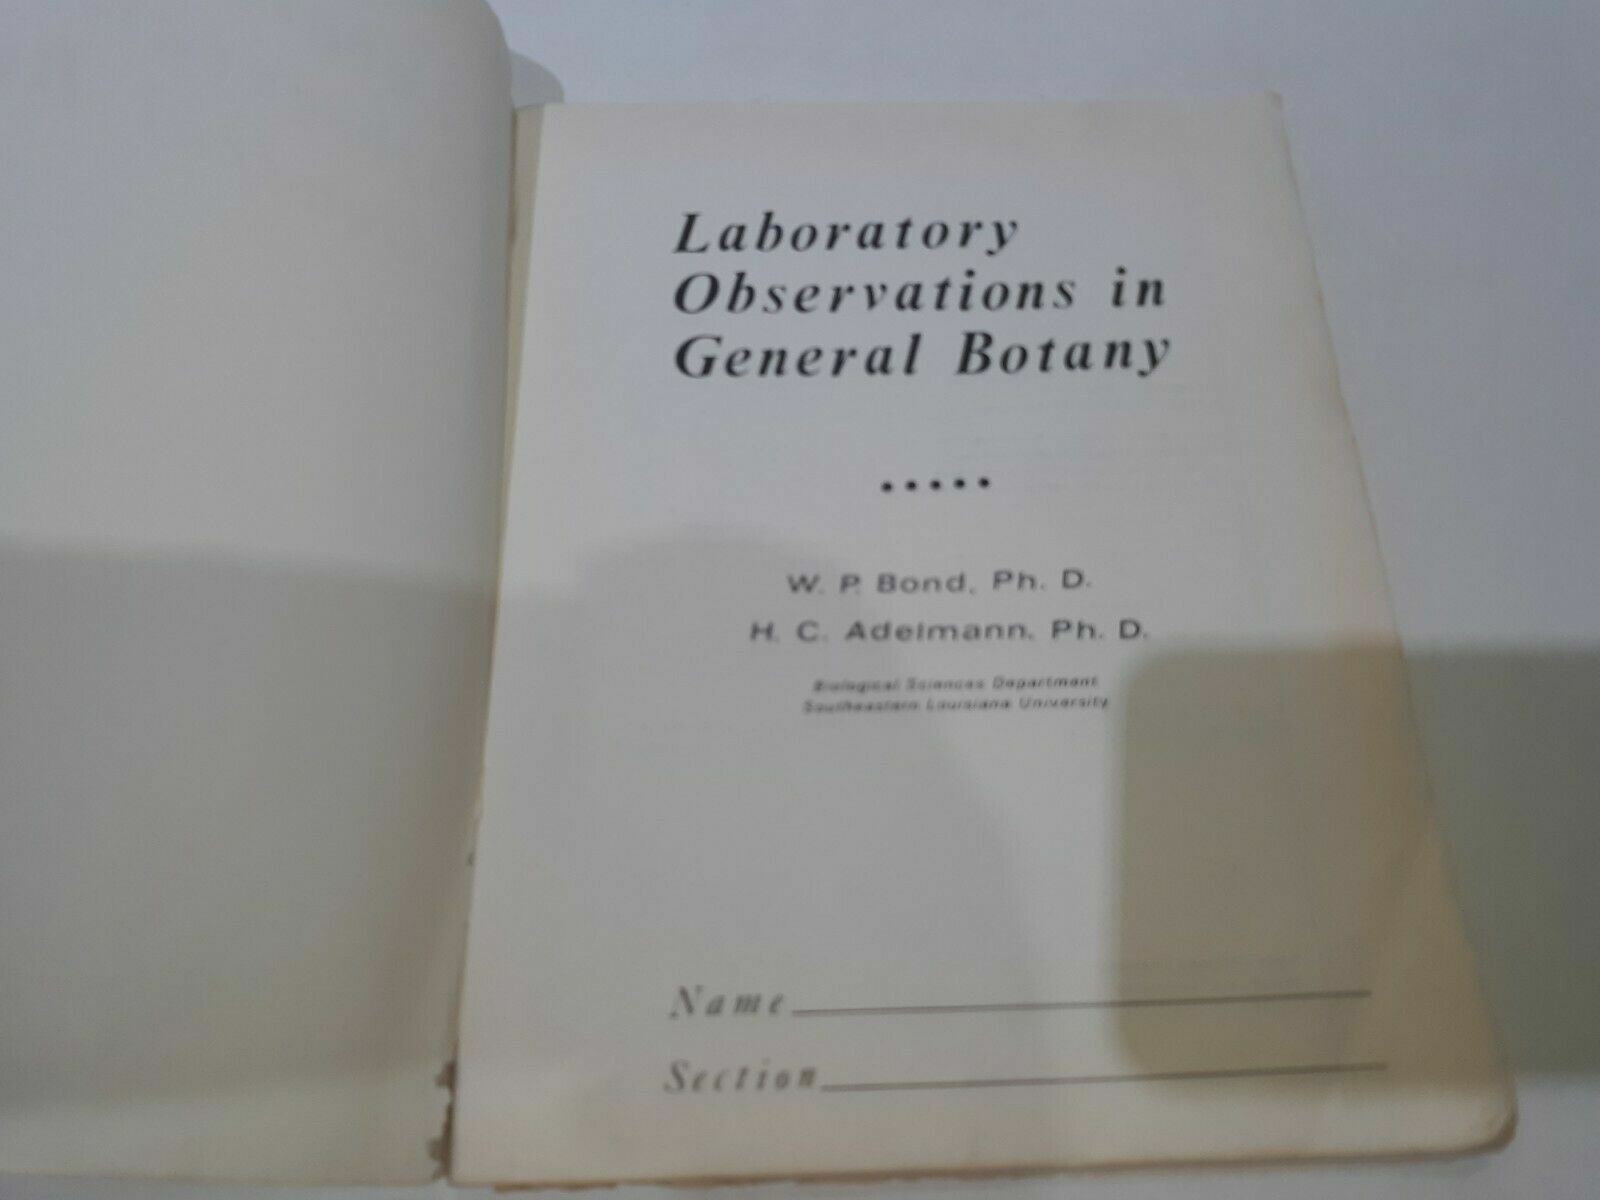 Laboratory
Observations in
General Botany
• • • • •
W. P. Bond, Ph. D.
H. C. Adelmann, Ph. D.
Biological Sciences Department
Southeastern Louisiana University
Name
Section